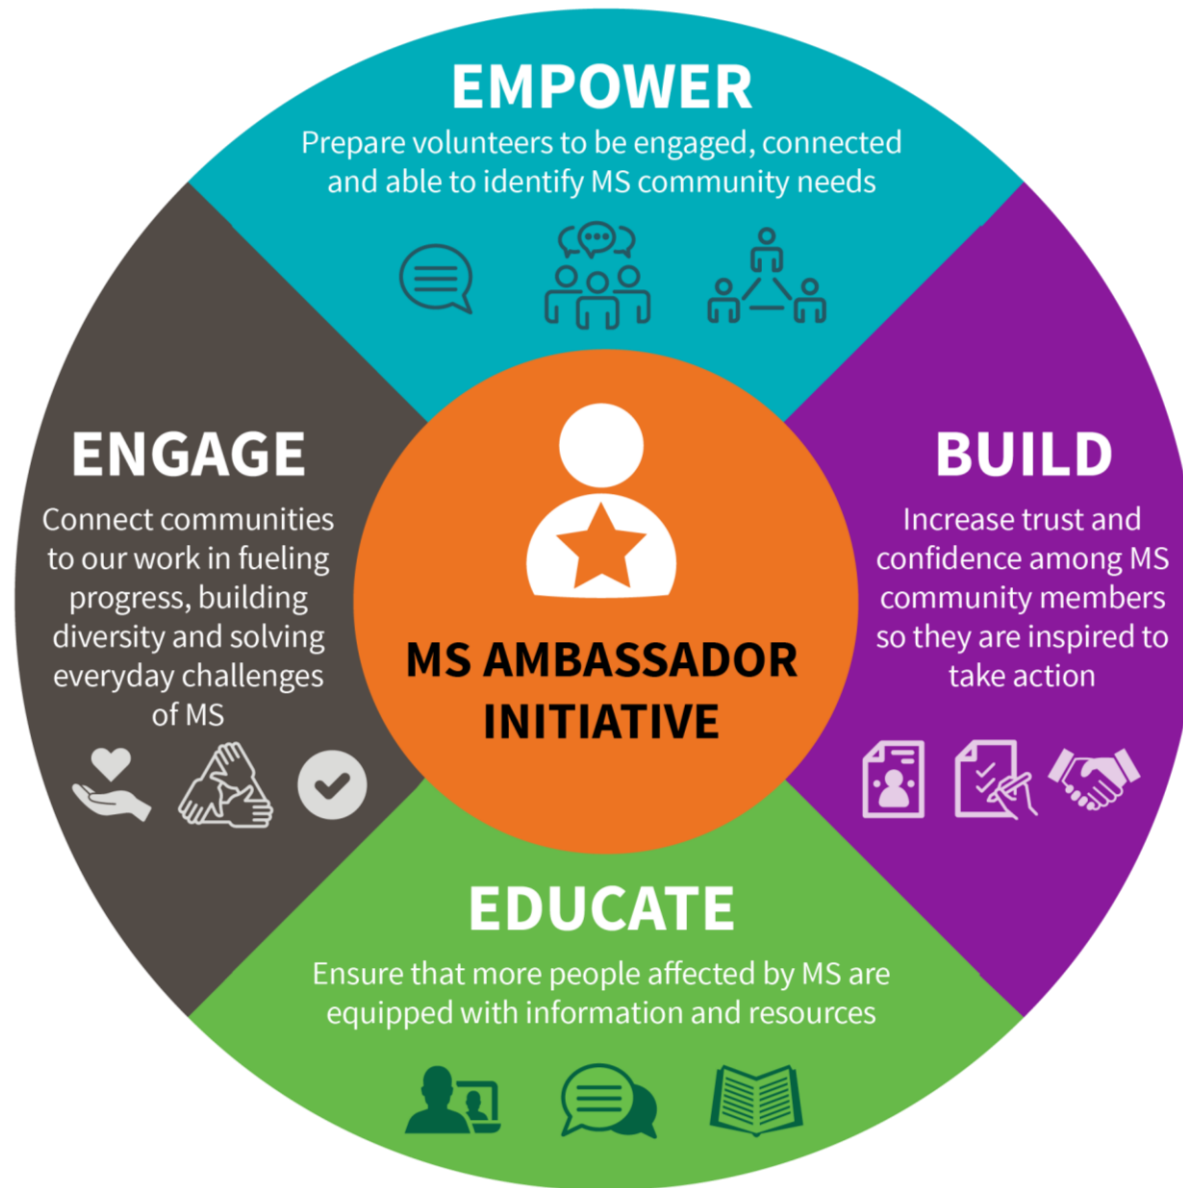 EMPOWER
Prepare volunteers to be engaged, connected
and able to identify MS community needs
ENGAGE
Connect communities
to our work in fueling
progress, building
diversity and solving
everyday challenges
of MS
MS AMBASSADOR
INITIATIVE
BUILD
Increase trust and
confidence among MS
community members
so they are inspired to
take action
EDUCATE
Ensure that more people affected by MS are
equipped with information and resources